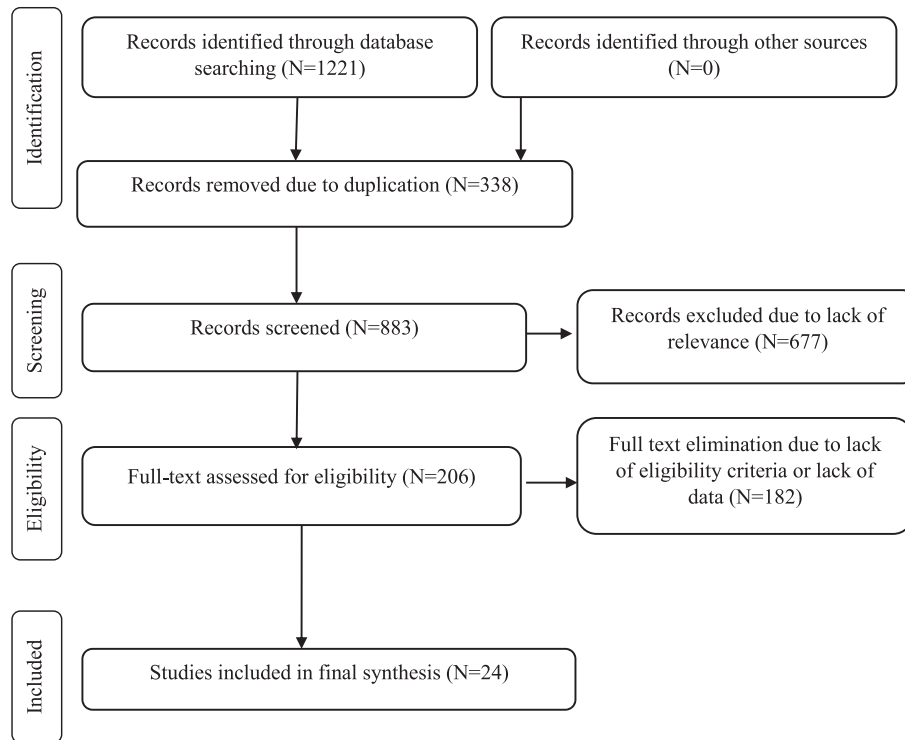 Identification
Records identified through database
searching (N=1221)
Records identified through other sources
(N=0)
Records removed due to duplication (N=338)
Screening
Records screened (N=883)
Records excluded due to lack of
relevance (N=677)
Eligibility
Full-text assessed for eligibility (N=206)
Full text elimination due to lack
of eligibility criteria or lack of
data (N=182)
Included
Studies included in final synthesis (N=24)